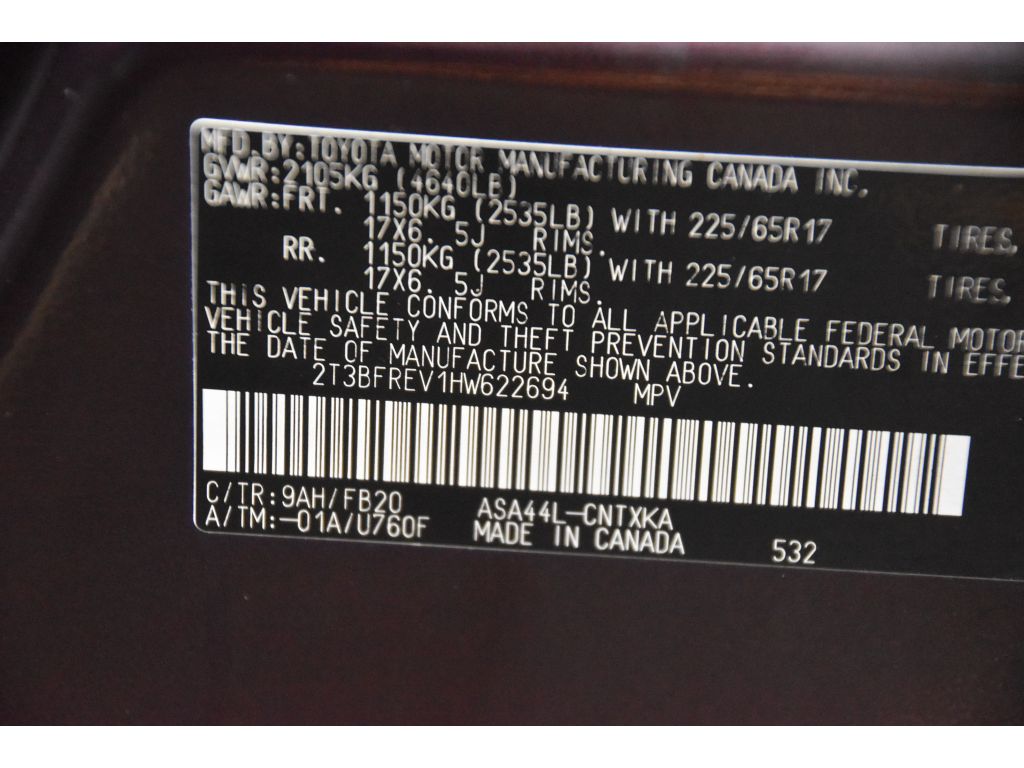 MFD.BY:TOYOTA MOTOR MANUFACTURING CANADA INC.
GVWR:2105KG (4640LB)
GAWR:FRT. 1150KG (2535LB) WITH 225/65R17 TIRES,
17X6.5J RIMS.
RR. 1150KG (2535LB) WITH 225/65R17 TIRES,
17X6.5J RIMS.
THIS VEHICLE CONFORMS TO ALL APPLICABLE FEDERAL MOTOR
VEHICLE SAFETY AND THEFT PREVENTION STANDARDS IN EFFE
THE DATE OF MANUFACTURE SHOWN ABOVE.
2T3BFREV1HW622694 MPV
C/TR:9AH/FB20 ASA44L-CNTXKA
A/TM:-01A/U760F MADE IN CANADA 532